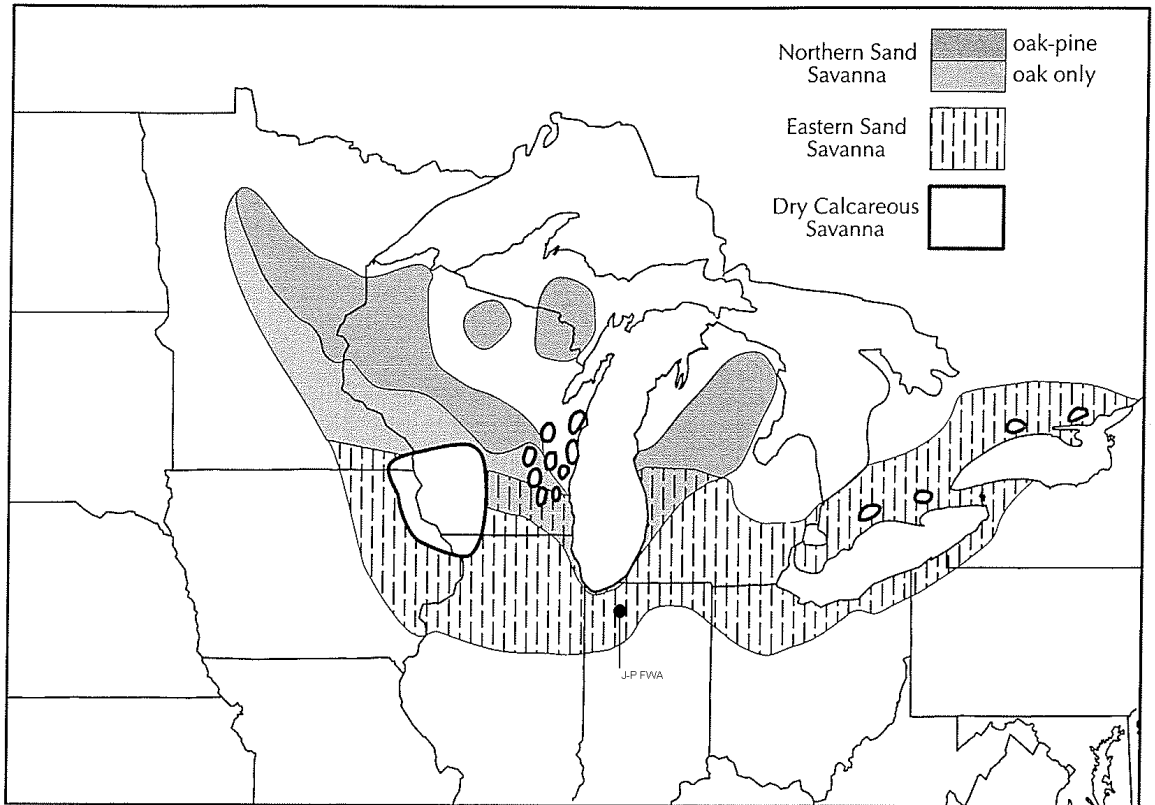 Northern Sand
Savanna
oak-pine
oak only
Eastern Sand
Savanna
Dry Calcareous
Savanna
J-P FWA